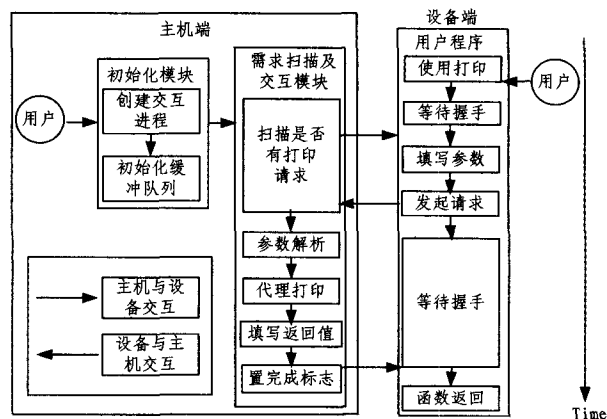 主机端
用户
初始化模块
创建交互
进程
初始化缓
冲队列
需求扫描及
交互模块
扫描是否
有打印
请求
参数解析
代理打印
填写返回值
置完成标志
主机与设
备交互
设备与主
机交互
设备端
用户程序
使用打印
等待握手
填写参数
发起请求
等待握手
函数返回
用户
Time